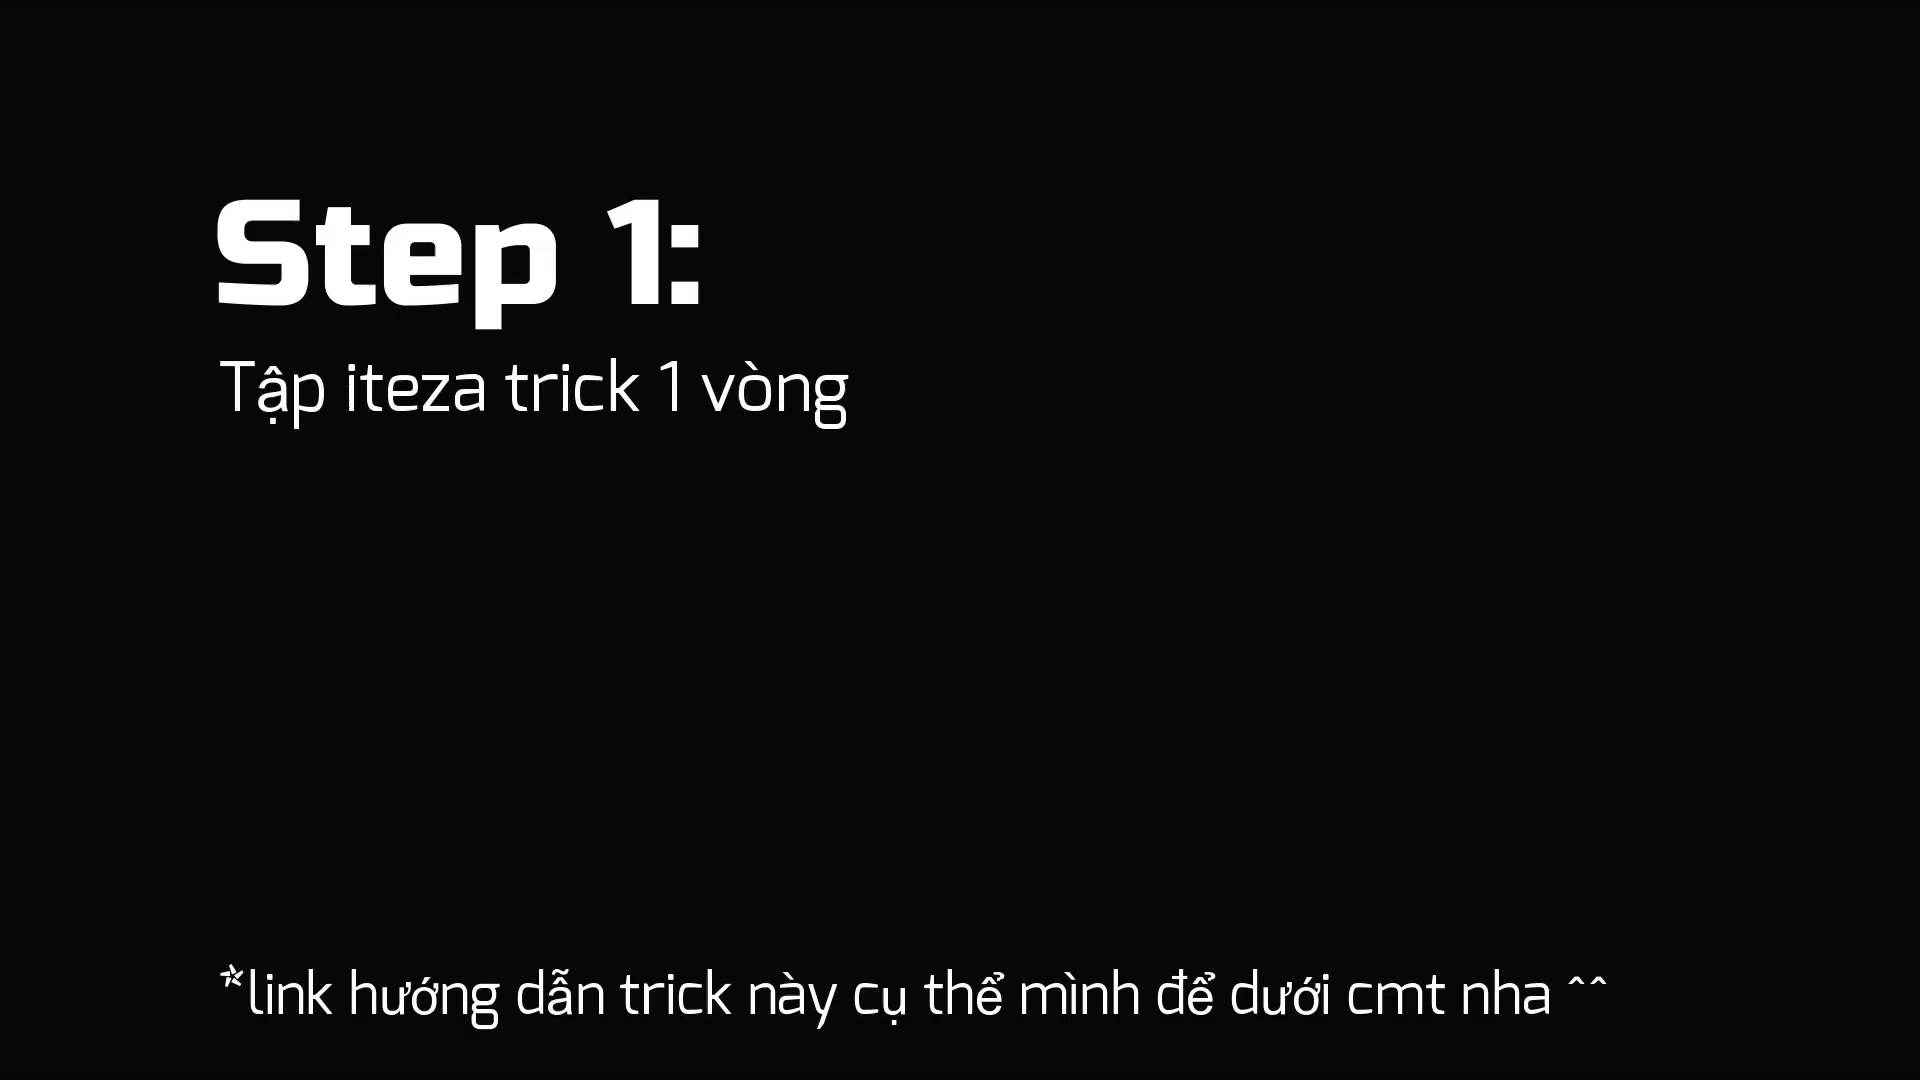 Step 1:
Tập iteza trick 1 vòng
*link hướng dẫn trick này cụ thể mình để dưới cmt nha ^^